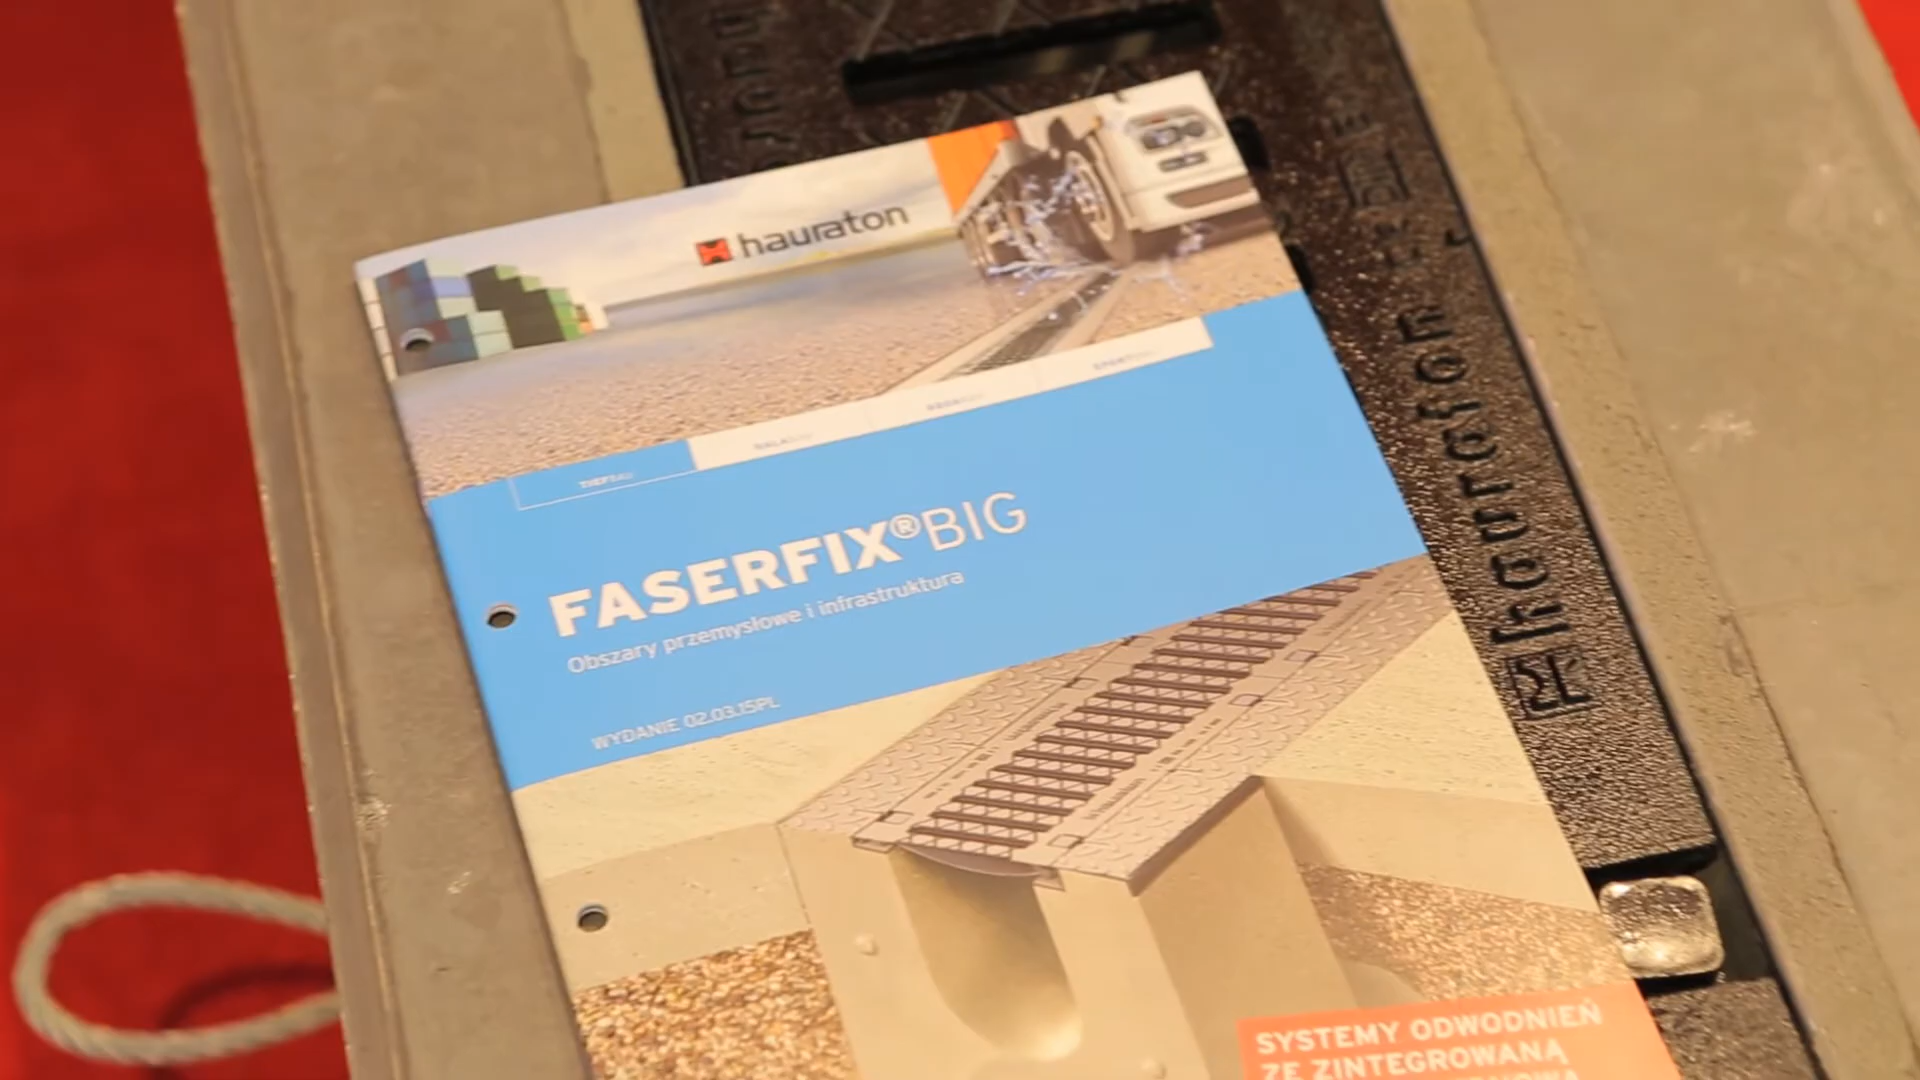 hauraton
FASERFIX®BIG
Obszary przemysłowe i infrastruktura
WYDANIE 02.03.15PL
SYSTEMY ODWODNIEŃ
ZE ZINTEGROWANĄ
hauraton